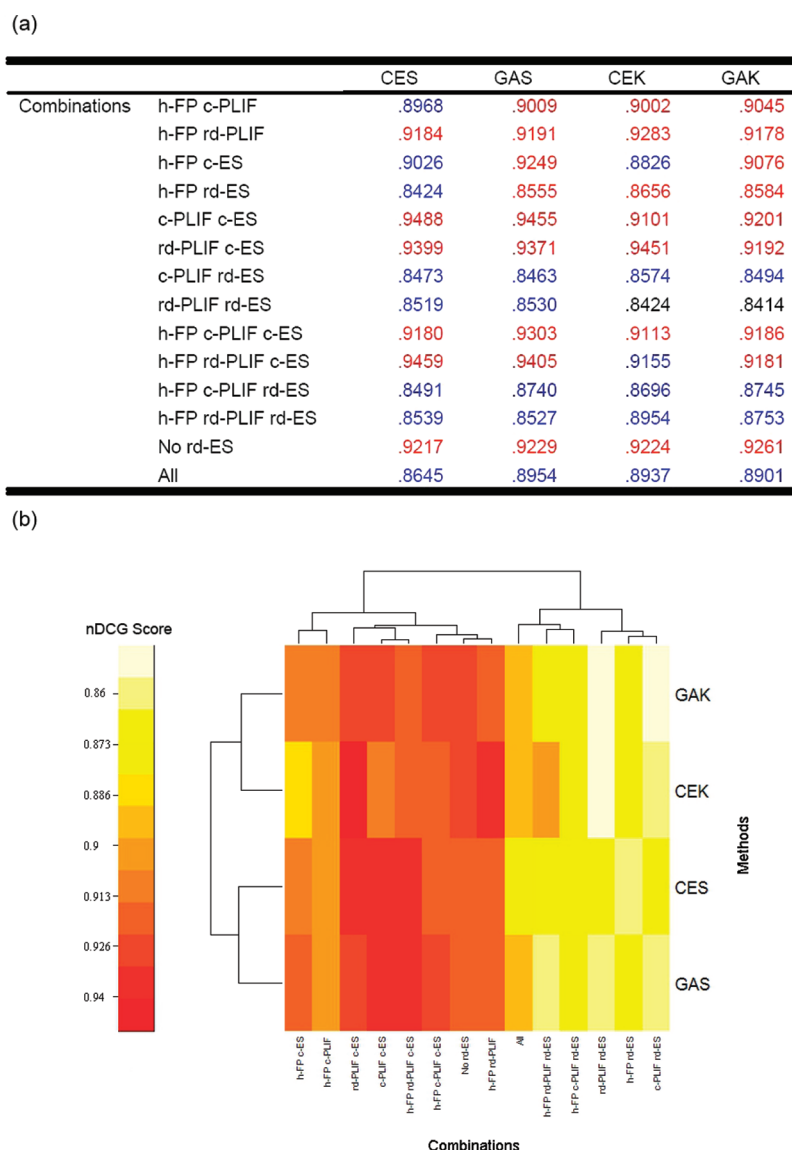 (a)
CES GAS CEK GAK
Combinations h-FP c-PLIF .8968 .9009 .9002 .9045
h-FP rd-PLIF .9184 .9191 .9283 .9178
h-FP c-ES .9026 .9249 .8826 .9076
h-FP rd-ES .8424 .8555 .8656 .8584
c-PLIF c-ES .9488 .9455 .9101 .9201
rd-PLIF c-ES .9399 .9371 .9451 .9192
c-PLIF rd-ES .8473 .8463 .8574 .8494
rd-PLIF rd-ES .8519 .8530 .8424 .8414
h-FP c-PLIF c-ES .9180 .9303 .9113 .9186
h-FP rd-PLIF c-ES .9459 .9405 .9155 .9181
h-FP c-PLIF rd-ES .8491 .8740 .8696 .8745
h-FP rd-PLIF rd-ES .8539 .8527 .8954 .8753
No rd-ES .9217 .9229 .9224 .9261
All .8645 .8954 .8937 .8901
(b)
nDCG Score
0.86
0.873
0.886
0.9
0.913
0.926
0.94
GAK
CEK
CES
GAS
Methods
h-FP c-ES
h-FP c-PLIF
rd-PLIF c-ES
c-PLIF c-ES
h-FP rd-PLIF c-ES
h-FP c-PLIF c-ES
No rd-ES
h-FP rd-PLIF
All
h-FP rd-PLIF rd-ES
h-FP c-PLIF rd-ES
rd-PLIF rd-ES
h-FP rd-ES
c-PLIF rd-ES
Combinations